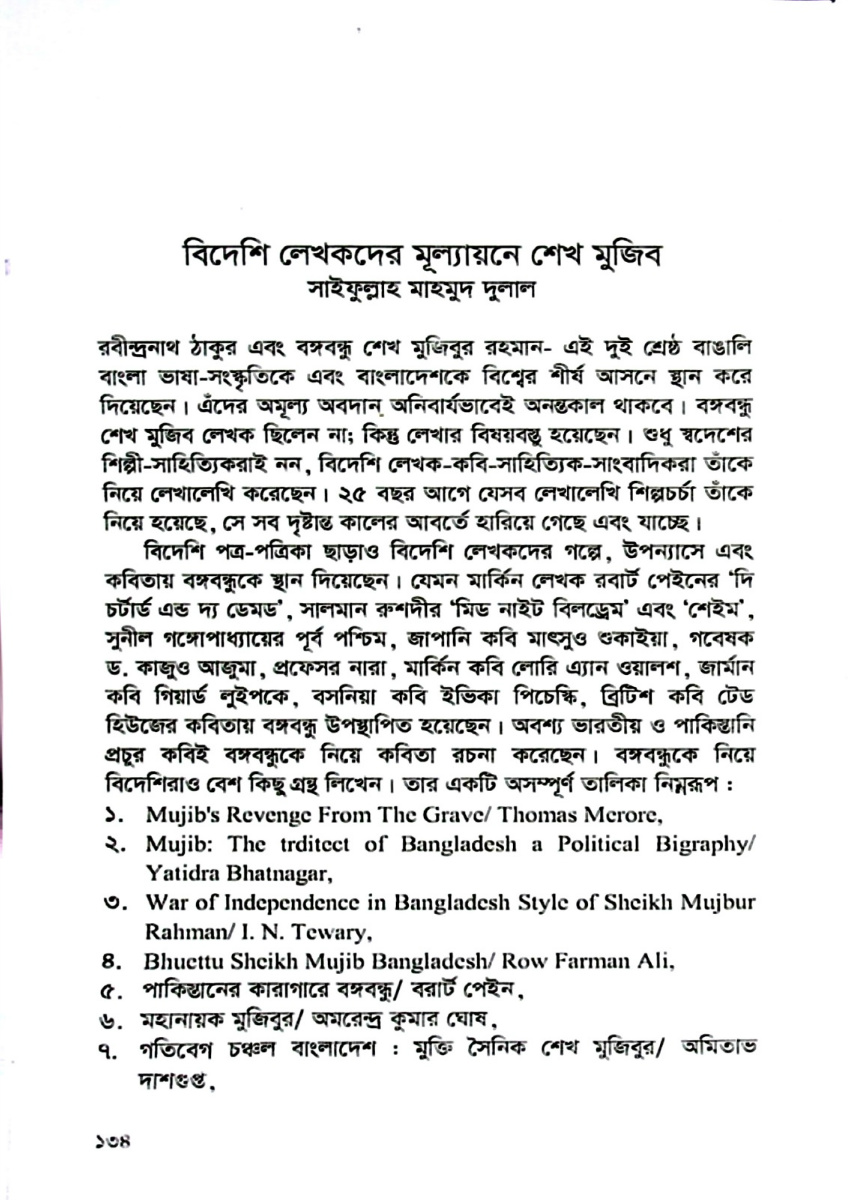 বিদেশি লেখকদের মূল্যায়নে শেখ মুজিব
সাইফুল্লাহ মাহমুদ দুলাল
রবীন্দ্রনাথ ঠাকুর এবং বঙ্গবন্ধু শেখ মুজিবুর রহমান- এই দুই শ্রেষ্ঠ বাঙালি
বাংলা ভাষা-সংস্কৃতিকে এবং বাংলাদেশকে বিশ্বের শীর্ষ আসনে স্থান করে
দিয়েছেন। এঁদের অমূল্য অবদান অনিবার্যভাবেই অনন্তকাল থাকবে। বঙ্গবন্ধু
শেখ মুজিব লেখক ছিলেন না; কিন্তু লেখার বিষয়বস্তু হয়েছেন। শুধু স্বদেশের
শিল্পী-সাহিত্যিকরাই নন, বিদেশি লেখক-কবি-সাহিত্যিক-সাংবাদিকরা তাঁকে
নিয়ে লেখালেখি করেছেন। ২৫ বছর আগে যেসব লেখালেখি শিল্পচর্চা তাঁকে
নিয়ে হয়েছে, সে সব দৃষ্টান্ত কালের আবর্তে হারিয়ে গেছে এবং যাচ্ছে।
বিদেশি পত্র-পত্রিকা ছাড়াও বিদেশি লেখকদের গল্পে, উপন্যাসে এবং
কবিতায় বঙ্গবন্ধুকে স্থান দিয়েছেন। যেমন মার্কিন লেখক রবার্ট পেইনের ‘দি
চর্টার্ড এন্ড দ্য ডেমড’, সালমান রুশদীর ‘মিড নাইট বিলড্রেম’ এবং ‘শেইম’,
সুনীল গঙ্গোপাধ্যায়ের পূর্ব পশ্চিম, জাপানি কবি মাৎসুও শুকাইয়া, গবেষক
ড. কাজুও আজুমা, প্রফেসর নারা, মার্কিন কবি লোরি এ্যান ওয়ালশ, জার্মান
কবি গিয়ার্ড লুইপকে, বসনিয়া কবি ইভিকা পিচেস্কি, ব্রিটিশ কবি টেড
হিউজের কবিতায় বঙ্গবন্ধু উপস্থাপিত হয়েছেন। অবশ্য ভারতীয় ও পাকিস্তানি
প্রচুর কবিই বঙ্গবন্ধুকে নিয়ে কবিতা রচনা করেছেন। বঙ্গবন্ধুকে নিয়ে
বিদেশিরাও বেশ কিছু গ্রন্থ লিখেন। তার একটি অসম্পূর্ণ তালিকা নিম্নরূপ :
১. Mujib's Revenge From The Grave/ Thomas Merore,
২. Mujib: The trditect of Bangladesh a Political Bigraphy/
Yatidra Bhatnagar,
৩. War of Independence in Bangladesh Style of Sheikh Mujbur
Rahman/ I. N. Tewary,
৪. Bhuettu Sheikh Mujib Bangladesh/ Row Farman Ali,
৫. পাকিস্তানের কারাগারে বঙ্গবন্ধু/ বরার্ট পেইন,
৬. মহানায়ক মুজিবুর/ অমরেন্দ্র কুমার ঘোষ,
৭. গতিবেগ চঞ্চল বাংলাদেশ : মুক্তি সৈনিক শেখ মুজিবুর/ অমিতাভ
দাশগুপ্ত,
১৩৪